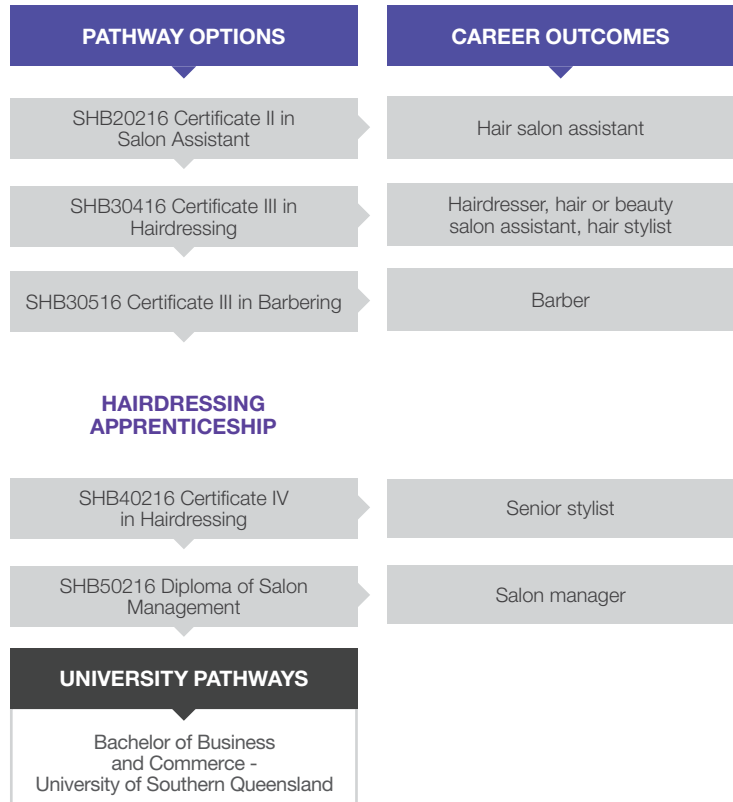 PATHWAY OPTIONS
CAREER OUTCOMES
SHB20216 Certificate II in
Salon Assistant
Hair salon assistant
SHB30416 Certificate III in
Hairdressing
Hairdresser, hair or beauty
salon assistant, hair stylist
SHB30516 Certificate III in Barbering
Barber
HAIRDRESSING
APPRENTICESHIP
SHB40216 Certificate IV
in Hairdressing
Senior stylist
SHB50216 Diploma of Salon
Management
Salon manager
UNIVERSITY PATHWAYS
Bachelor of Business
and Commerce -
University of Southern Queensland